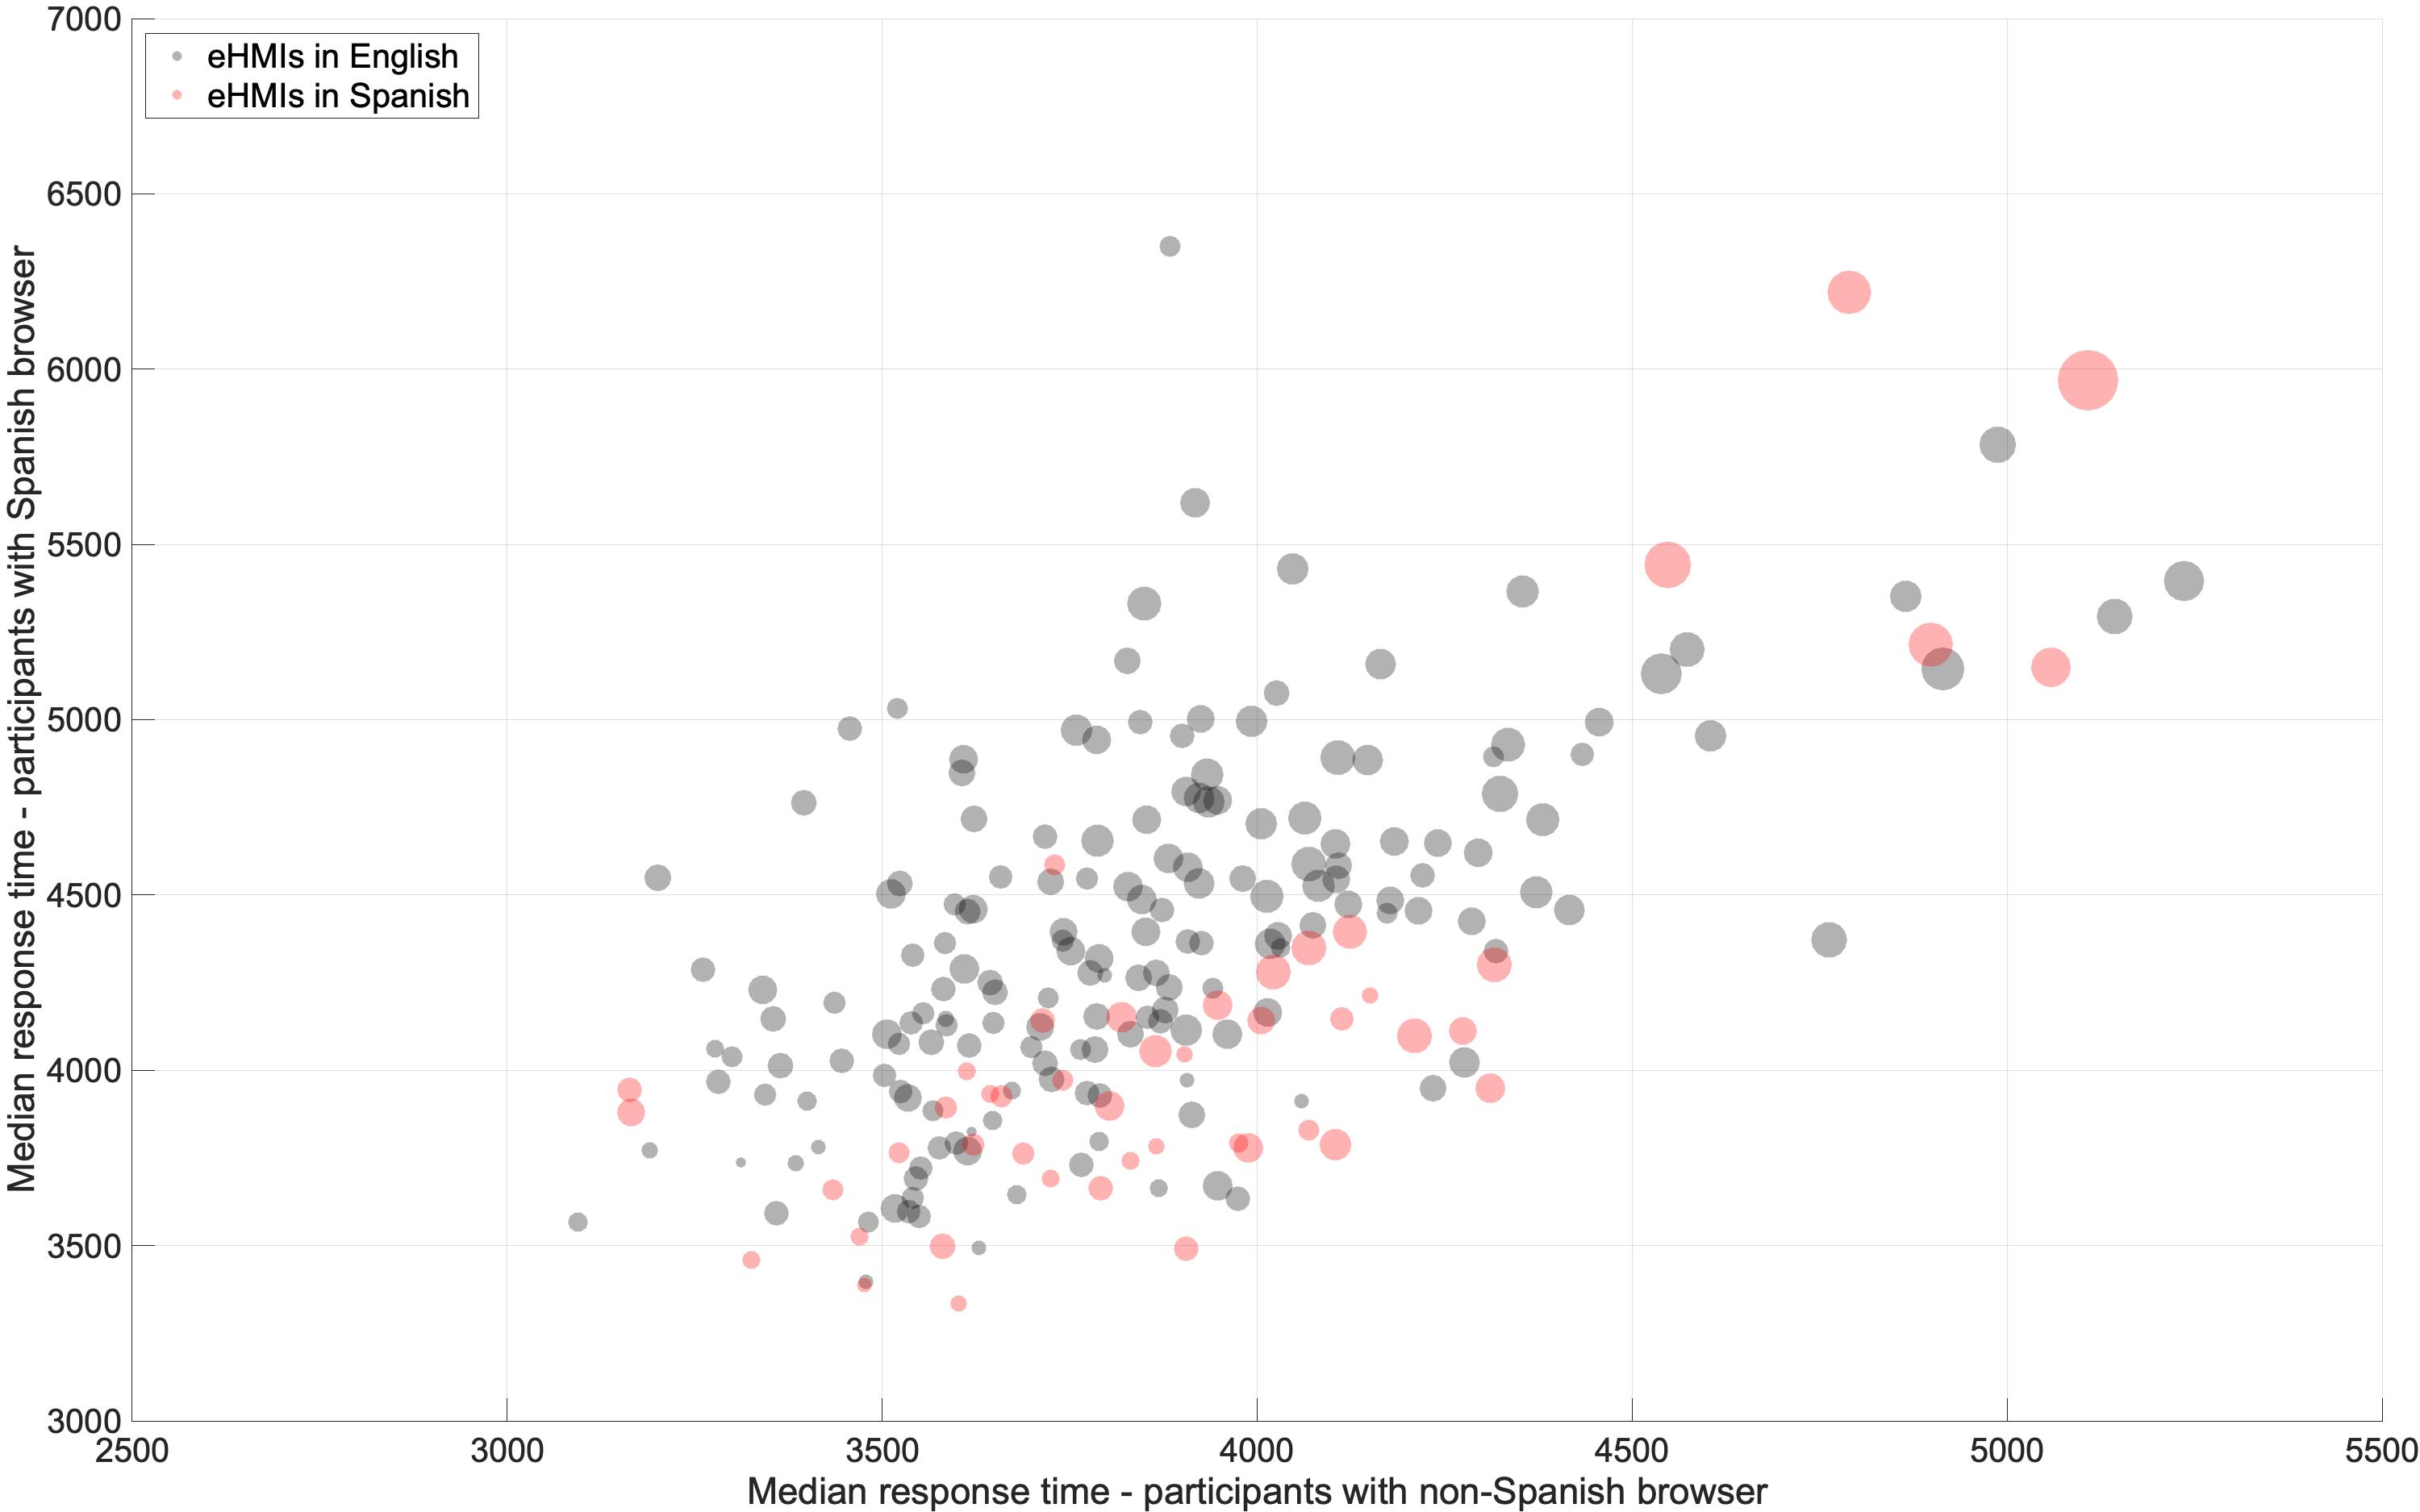 7000
6500
6000
5500
5000
4500
4000
3500
3000
Median response time - participants with Spanish browser
eHMIs in English
eHMIs in Spanish
2500 3000 3500 4000 4500 5000 5500
Median response time - participants with non-Spanish browser